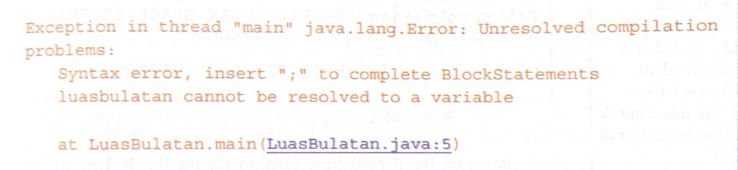 Exception in thread "main" java.lang.Error: Unresolved compilation
problems:
Syntax error, insert ";" to complete BlockStatements
luasbulatan cannot be resolved to a variable
at LuasBulatan.main(LuasBulatan.java:5)